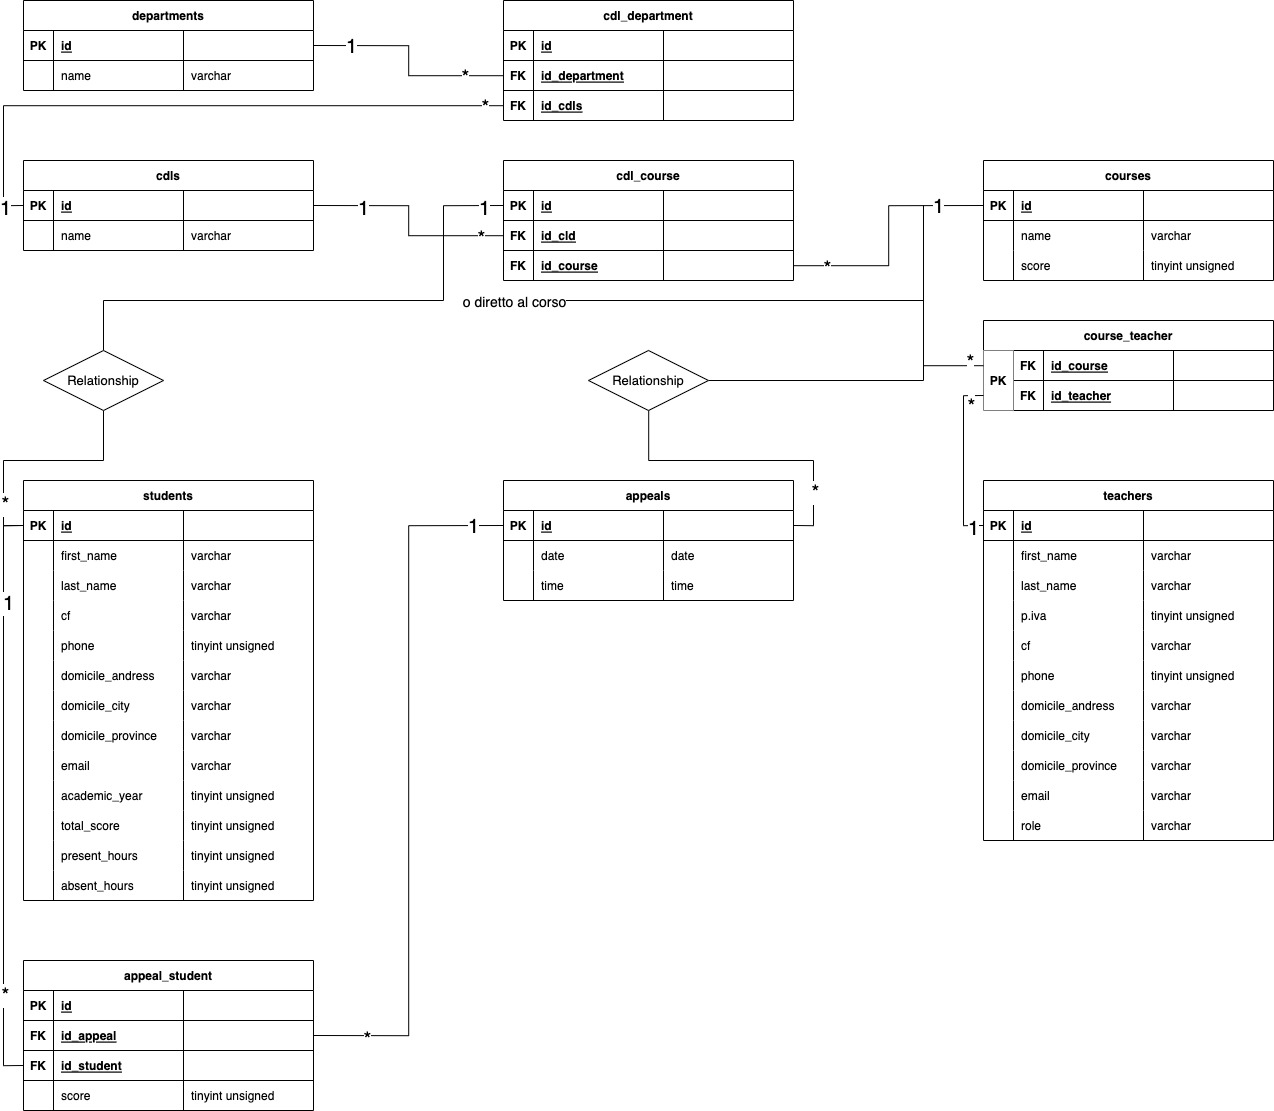 departments
PK id
name varchar
1
*
cdl_department
PK id
FK id_department
FK id_cdls
*
1
cdls
PK id
name varchar
1
*
cdl_course
1
PK id
FK id_cld
FK id_course
*
1
courses
PK id
name varchar
score tinyint unsigned
o diretto al corso
course_teacher
*
PK
FK id_course
FK id_teacher
*
Relationship
Relationship
*
students
PK id
first_name varchar
last_name varchar
cf varchar
phone tinyint unsigned
domicile_andress varchar
domicile_city varchar
domicile_province varchar
email varchar
academic_year tinyint unsigned
total_score tinyint unsigned
present_hours tinyint unsigned
absent_hours tinyint unsigned
1
*
appeals
1
PK id
date date
time time
*
teachers
1
PK id
first_name varchar
last_name varchar
p.iva tinyint unsigned
cf varchar
phone tinyint unsigned
domicile_andress varchar
domicile_city varchar
domicile_province varchar
email varchar
role varchar
appeal_student
PK id
FK id_appeal
*
FK id_student
score tinyint unsigned